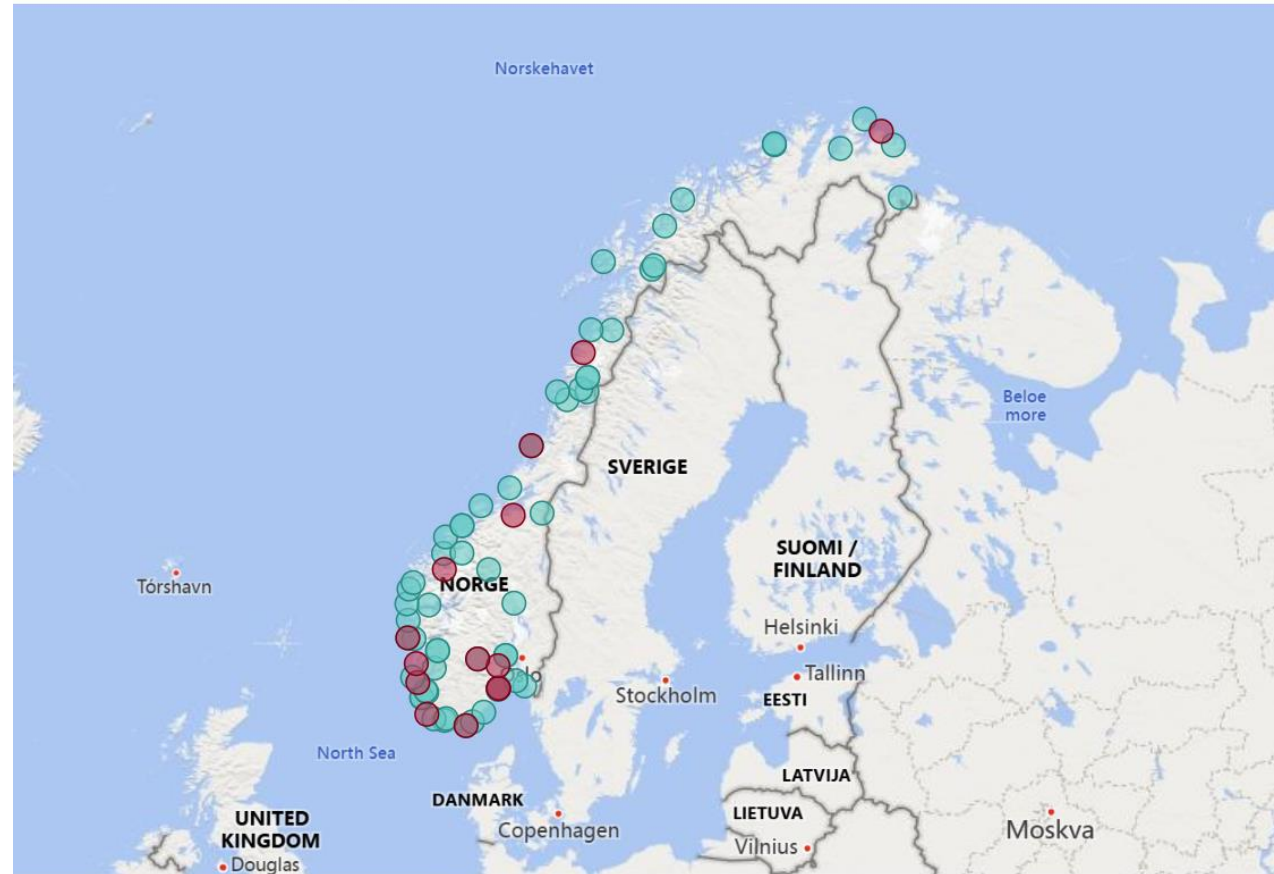 Norskehavet
Beloe
more
SVERIGE
SUOMI /
FINLAND
Tórshavn
NORGE
Helsinki
Tallinn
Stockholm
EESTI
North Sea
LATVIJA
DANMARK
LIETUVA
UNITED
KINGDOM
Copenhagen
Moskva
Vilnius
Douglas